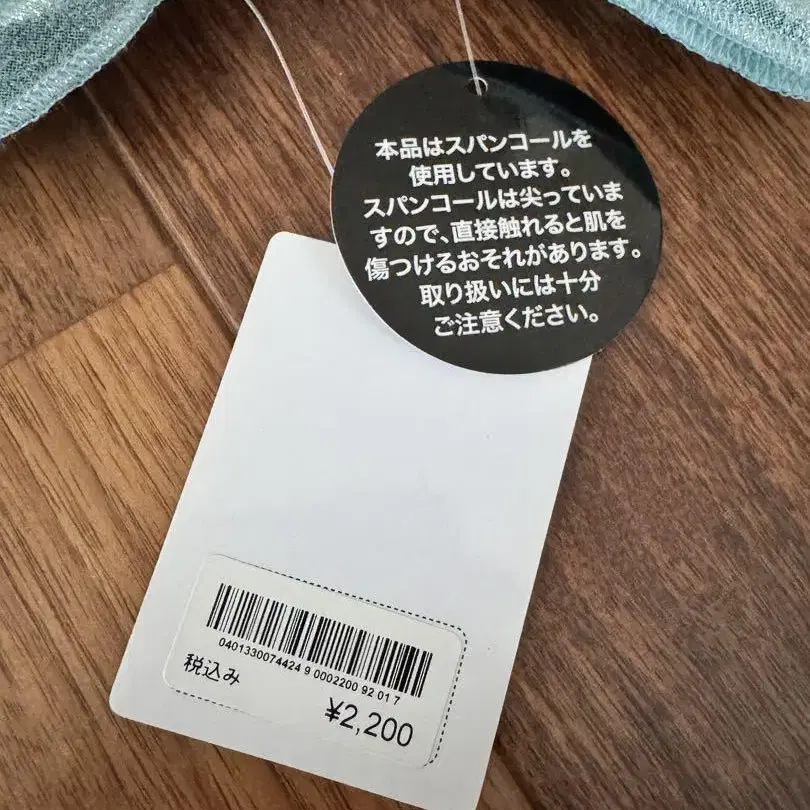 本品はスパンコールを
使用しています。
スパンコールは尖っていま
すので、直接触れると肌を
傷つけるおそれがあります。
取り扱いには十分
ご注意ください。
0401330074424 9 0002200 92 01 7
税込み
¥2,200